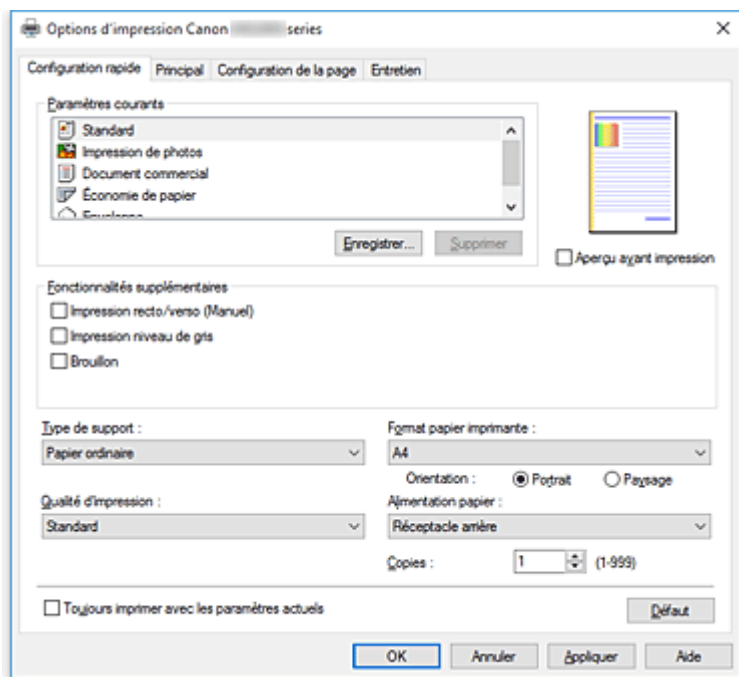 Options d'impression Canon series
Configuration rapide Principal Configuration de la page Entretien
Paramètres courants
Standard
Impression de photos
Document commercial
Économie de papier
Enregistrer... Supprimer
Aperçu avant impression
Fonctionnalités supplémentaires
Impression recto/verso (Manuel)
Impression niveau de gris
Brouillon
Type de support :
Papier ordinaire
Format papier imprimante :
A4
Orientation : Portrait Paysage
Qualité d'impression :
Standard
Alimentation papier :
Réceptacle arrière
Copies : 1 (1-999)
Toujours imprimer avec les paramètres actuels
Défaut
OK Annuler Appliquer Aide